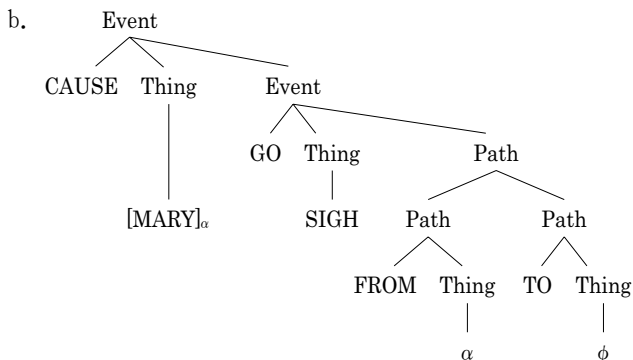 b. Event
CAUSE Thing Event
GO Thing Path
[MARY]α SIGH Path Path
FROM Thing TO Thing
α ϕ